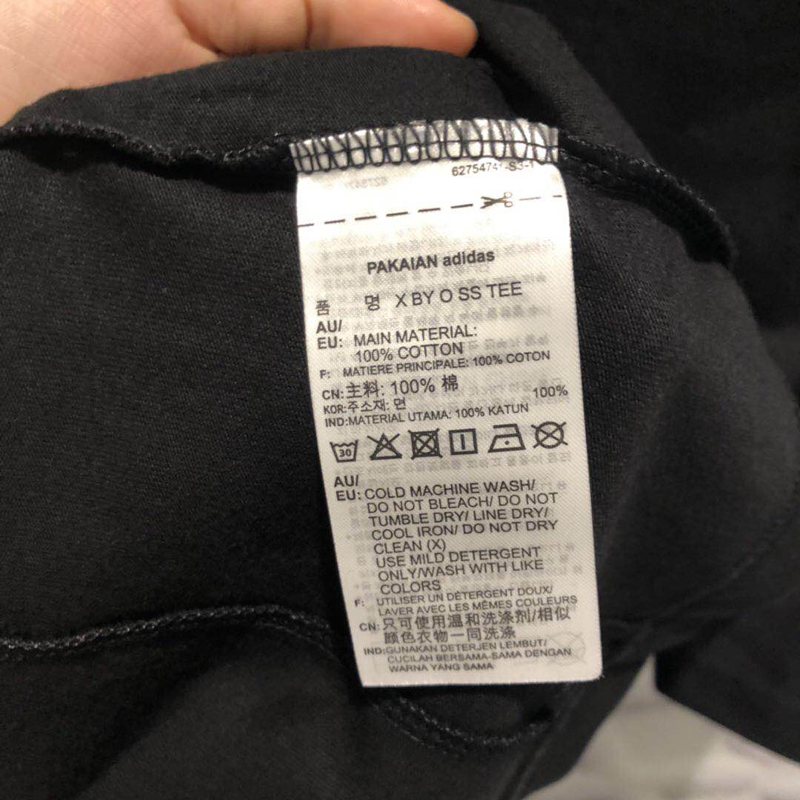 62754741-S3-1
PAKAIAN adidas
품 명 X BY O SS TEE
AU/
EU: MAIN MATERIAL:
100% COTTON
F: MATIERE PRINCIPALE: 100% COTON
CN:主料: 100% 棉
KOR:주소재: 면 100%
IND:MATERIAL UTAMA: 100% KATUN
30
AU/
EU: COLD MACHINE WASH/
DO NOT BLEACH/ DO NOT
TUMBLE DRY/ LINE DRY/
COOL IRON/ DO NOT DRY
CLEAN (X)
USE MILD DETERGENT
ONLY/WASH WITH LIKE
COLORS
F: UTILISER UN DÉTERGENT DOUX/
LAVER AVEC LES MÊMES COULEURS
CN:只可使用温和洗涤剂/相似
颜色衣物一同洗涤
IND:GUNAKAN DETERJEN LEMBUT/
CUCILAH BERSAMA-SAMA DENGAN
WARNA YANG SAMA